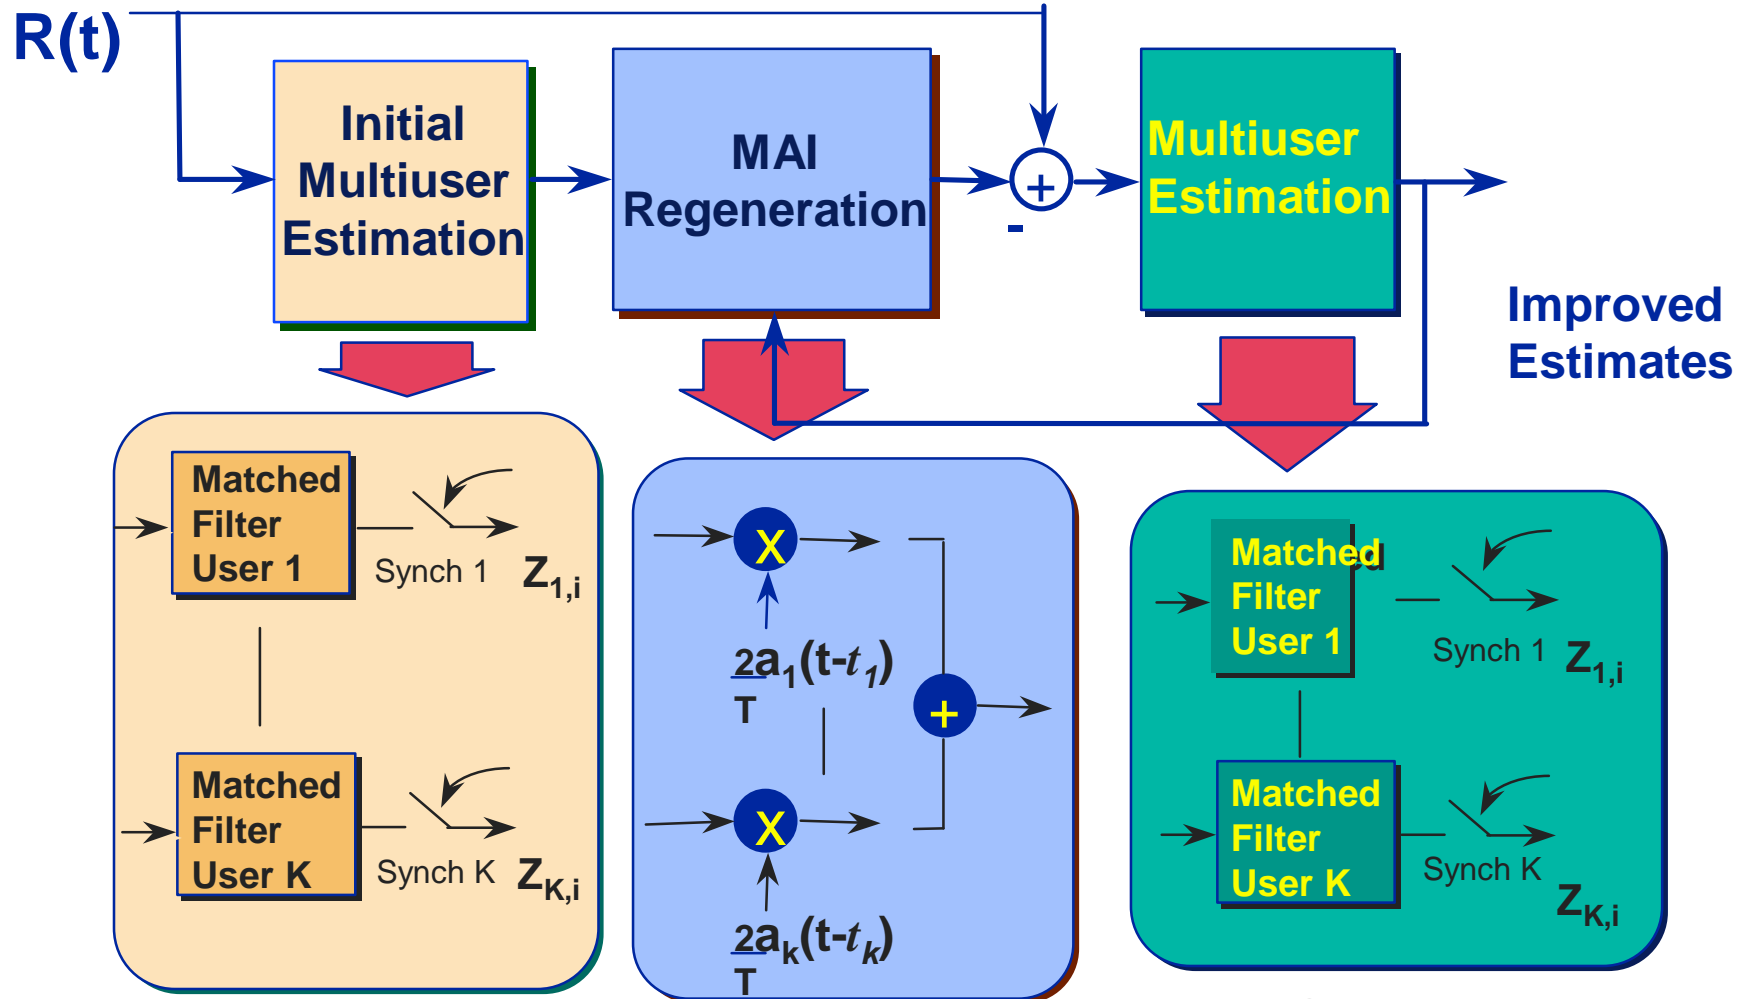 R(t)
Initial
Multiuser
Estimation
MAI
Regeneration
+
-
Multiuser
Estimation
Improved
Estimates
Matched
Filter
User 1
Synch 1
Z1,i
Matched
Filter
User K
Synch K
ZK,i
X
2a1(t-t1)
T
+
X
2ak(t-tk)
T
Matched
Filter
User 1
Synch 1
Z1,i
Matched
Filter
User K
Synch K
ZK,i